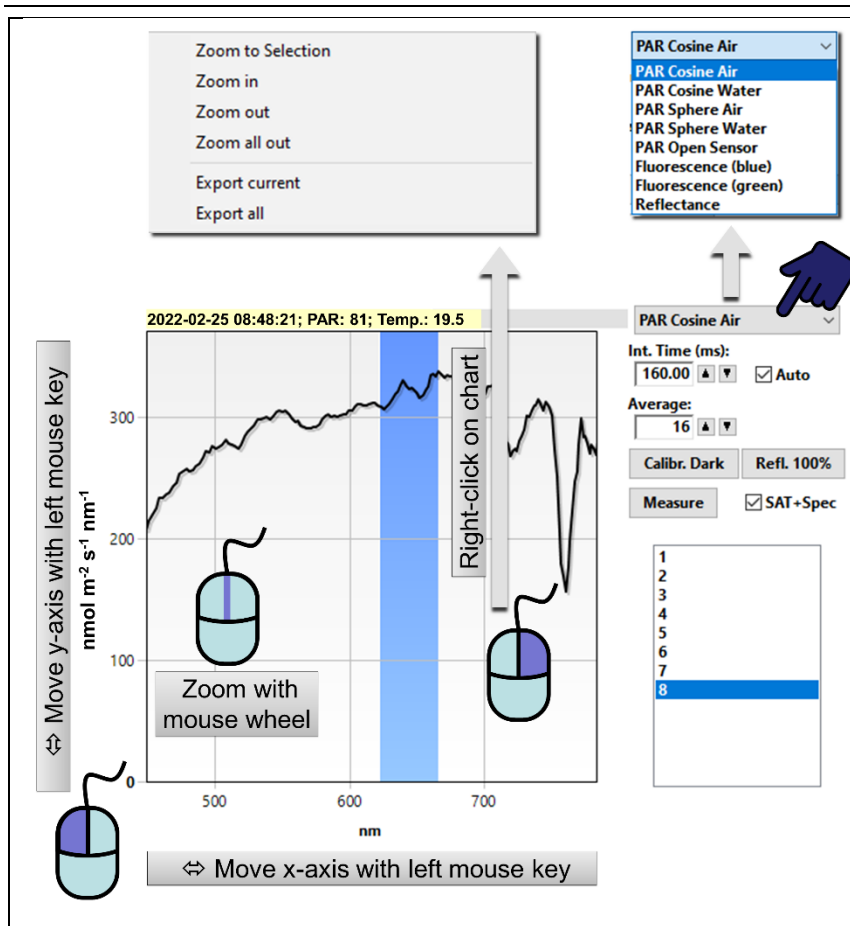 Zoom to Selection
Zoom in
Zoom out
Zoom all out
Export current
Export all
PAR Cosine Air
PAR Cosine Air
PAR Cosine Water
PAR Sphere Air
PAR Sphere Water
PAR Open Sensor
Fluorescence (blue)
Fluorescence (green)
Reflectance
2022-02-25 08:48:21; PAR: 81; Temp.: 19.5
PAR Cosine Air
Int. Time (ms):
160.00 Auto
Average:
16
Calibr. Dark Refl. 100%
Measure SAT+Spec
1
2
3
4
5
6
7
8
⇔ Move y-axis with left mouse key
nmol m⁻² s⁻¹ nm⁻¹
300
200
100
0
Right-click on chart
Zoom with
mouse wheel
500 600 700
nm
⇔ Move x-axis with left mouse key